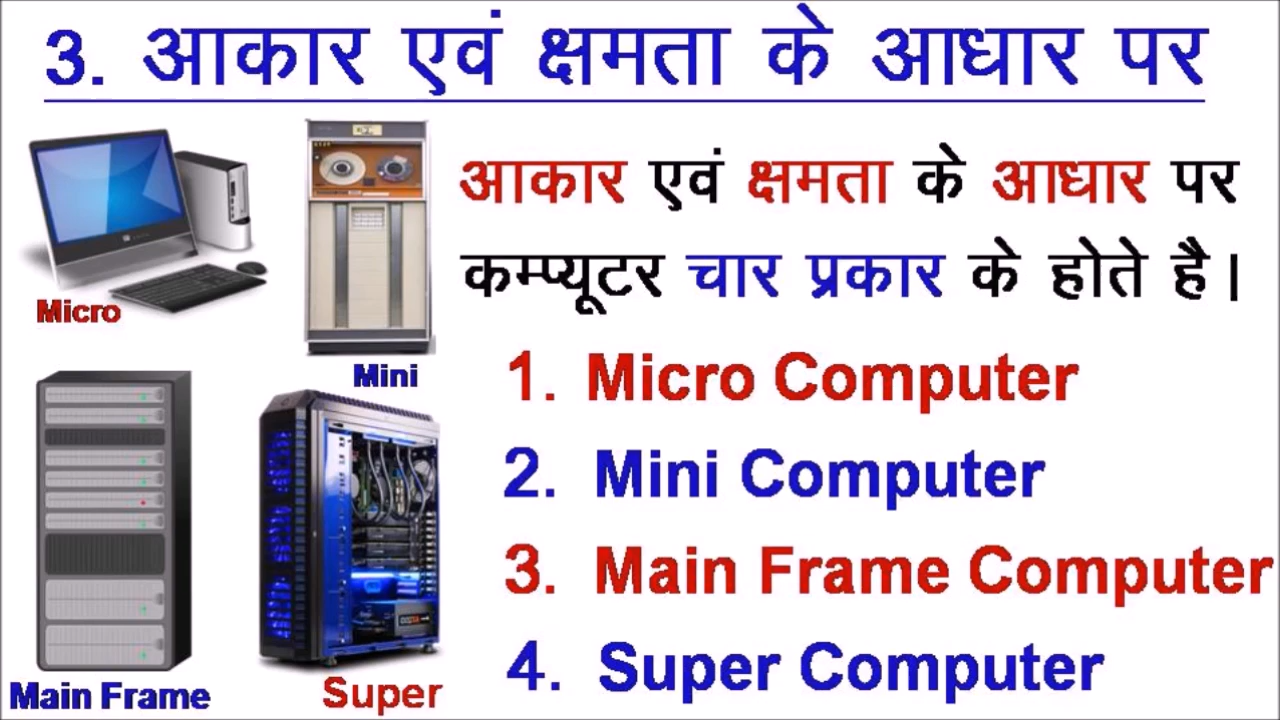 3. आकार एवं क्षमता के आधार पर
आकार एवं क्षमता के आधार पर
कम्प्यूटर चार प्रकार के होते है।
Micro
Mini
1. Micro Computer
2. Mini Computer
3. Main Frame Computer
4. Super Computer
Main Frame
Super